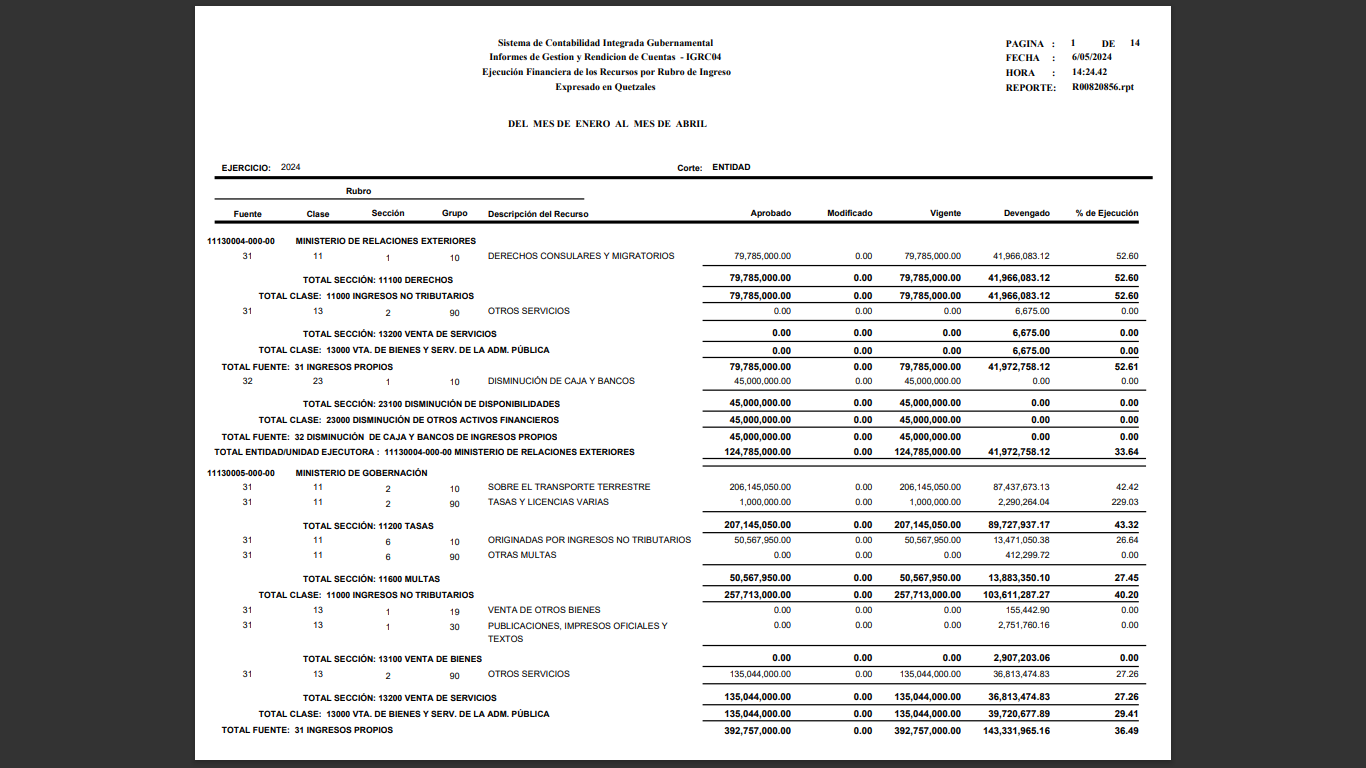 Sistema de Contabilidad Integrada Gubernamental
Informes de Gestion y Rendicion de Cuentas - IGRC04
Ejecución Financiera de los Recursos por Rubro de Ingreso
Expresado en Quetzales
PAGINA : 1 DE 14
FECHA : 6/05/2024
HORA : 14:24.42
REPORTE: R00820856.rpt
DEL MES DE ENERO AL MES DE ABRIL
EJERCICIO: 2024 Corte: ENTIDAD
Rubro
Fuente Clase Sección Grupo Descripción del Recurso Aprobado Modificado Vigente Devengado % de Ejecución
11130004-000-00 MINISTERIO DE RELACIONES EXTERIORES
31 11 1 10 DERECHOS CONSULARES Y MIGRATORIOS 79,785,000.00 0.00 79,785,000.00 41,966,083.12 52.60
TOTAL SECCIÓN: 11100 DERECHOS 79,785,000.00 0.00 79,785,000.00 41,966,083.12 52.60
TOTAL CLASE: 11000 INGRESOS NO TRIBUTARIOS 79,785,000.00 0.00 79,785,000.00 41,966,083.12 52.60
31 13 2 90 OTROS SERVICIOS 0.00 0.00 0.00 6,675.00 0.00
TOTAL SECCIÓN: 13200 VENTA DE SERVICIOS 0.00 0.00 0.00 6,675.00 0.00
TOTAL CLASE: 13000 VTA. DE BIENES Y SERV. DE LA ADM. PÚBLICA 0.00 0.00 0.00 6,675.00 0.00
TOTAL FUENTE: 31 INGRESOS PROPIOS 79,785,000.00 0.00 79,785,000.00 41,972,758.12 52.61
32 23 1 10 DISMINUCIÓN DE CAJA Y BANCOS 45,000,000.00 0.00 45,000,000.00 0.00 0.00
TOTAL SECCIÓN: 23100 DISMINUCIÓN DE DISPONIBILIDADES 45,000,000.00 0.00 45,000,000.00 0.00 0.00
TOTAL CLASE: 23000 DISMINUCIÓN DE OTROS ACTIVOS FINANCIEROS 45,000,000.00 0.00 45,000,000.00 0.00 0.00
TOTAL FUENTE: 32 DISMINUCIÓN DE CAJA Y BANCOS DE INGRESOS PROPIOS 45,000,000.00 0.00 45,000,000.00 0.00 0.00
TOTAL ENTIDAD/UNIDAD EJECUTORA : 11130004-000-00 MINISTERIO DE RELACIONES EXTERIORES 124,785,000.00 0.00 124,785,000.00 41,972,758.12 33.64
11130005-000-00 MINISTERIO DE GOBERNACIÓN
31 11 2 10 SOBRE EL TRANSPORTE TERRESTRE 206,145,050.00 0.00 206,145,050.00 87,437,673.13 42.42
31 11 2 90 TASAS Y LICENCIAS VARIAS 1,000,000.00 0.00 1,000,000.00 2,290,264.04 229.03
TOTAL SECCIÓN: 11200 TASAS 207,145,050.00 0.00 207,145,050.00 89,727,937.17 43.32
31 11 6 10 ORIGINADAS POR INGRESOS NO TRIBUTARIOS 50,567,950.00 0.00 50,567,950.00 13,471,050.38 26.64
31 11 6 90 OTRAS MULTAS 0.00 0.00 0.00 412,299.72 0.00
TOTAL SECCIÓN: 11600 MULTAS 50,567,950.00 0.00 50,567,950.00 13,883,350.10 27.45
TOTAL CLASE: 11000 INGRESOS NO TRIBUTARIOS 257,713,000.00 0.00 257,713,000.00 103,611,287.27 40.20
31 13 1 19 VENTA DE OTROS BIENES 0.00 0.00 0.00 155,442.90 0.00
31 13 1 30 PUBLICACIONES, IMPRESOS OFICIALES Y 0.00 0.00 0.00 2,751,760.16 0.00
TEXTOS
TOTAL SECCIÓN: 13100 VENTA DE BIENES 0.00 0.00 0.00 2,907,203.06 0.00
31 13 2 90 OTROS SERVICIOS 135,044,000.00 0.00 135,044,000.00 36,813,474.83 27.26
TOTAL SECCIÓN: 13200 VENTA DE SERVICIOS 135,044,000.00 0.00 135,044,000.00 36,813,474.83 27.26
TOTAL CLASE: 13000 VTA. DE BIENES Y SERV. DE LA ADM. PÚBLICA 135,044,000.00 0.00 135,044,000.00 39,720,677.89 29.41
TOTAL FUENTE: 31 INGRESOS PROPIOS 392,757,000.00 0.00 392,757,000.00 143,331,965.16 36.49